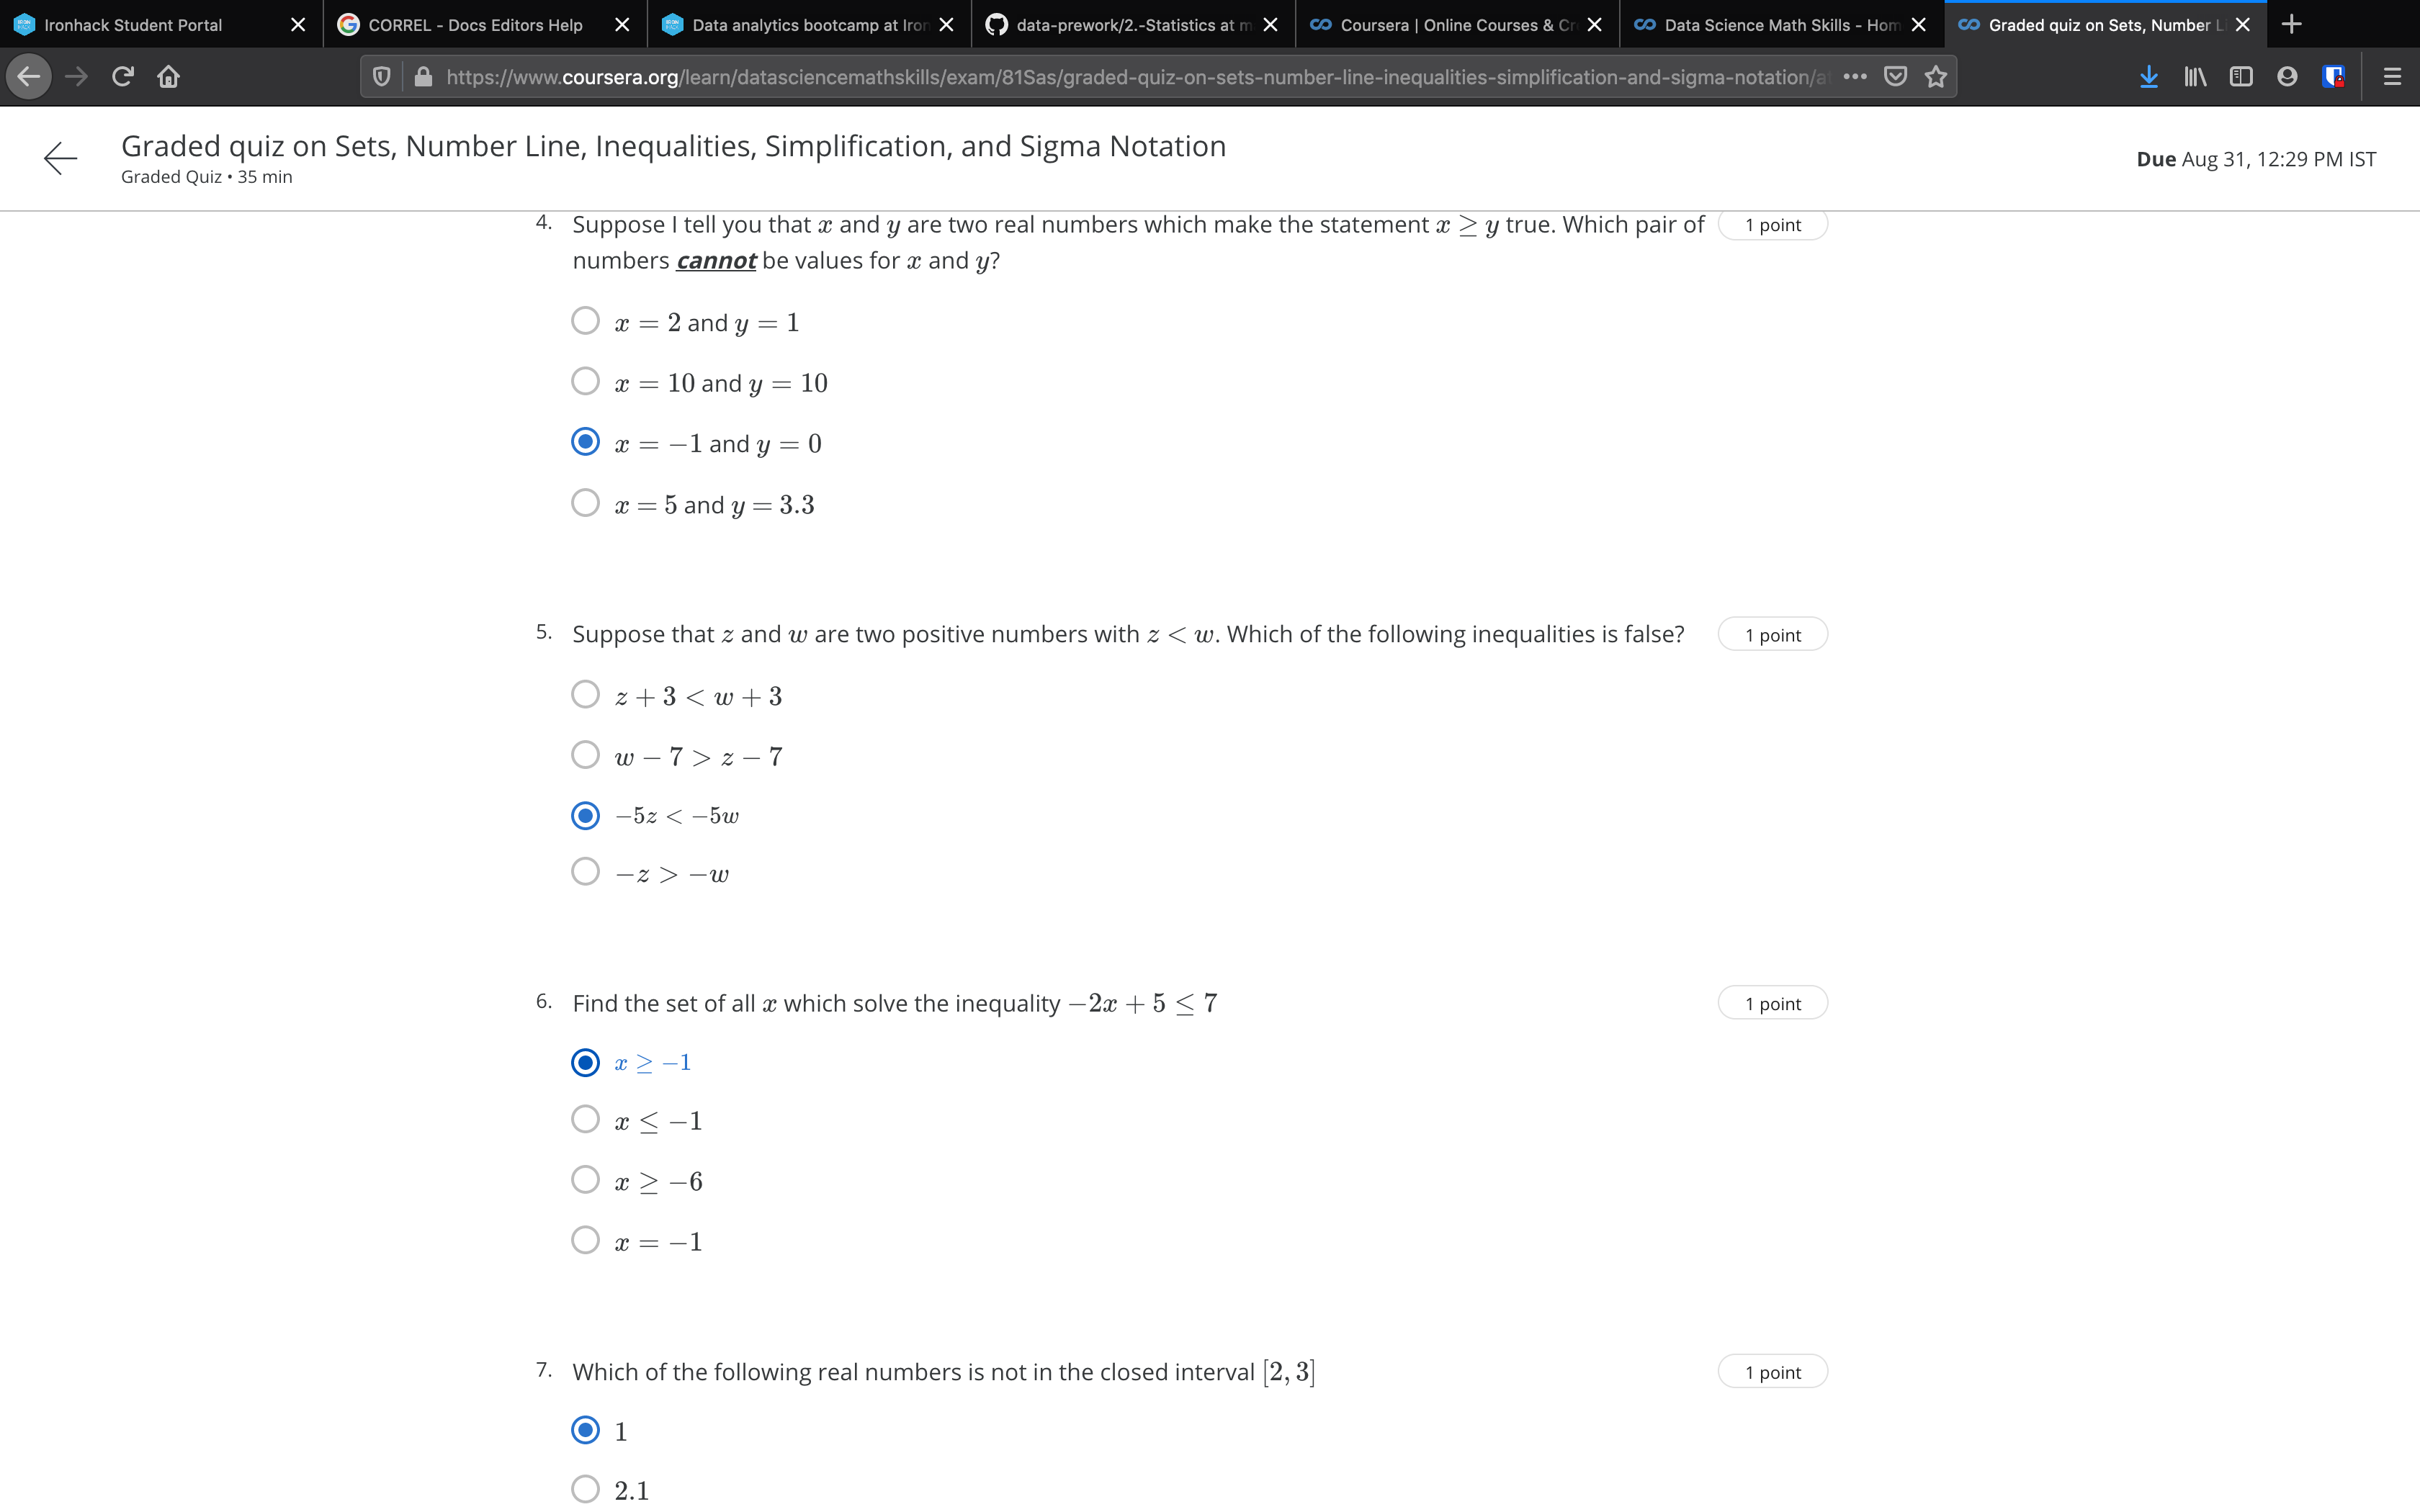 Ironhack Student Portal
CORREL - Docs Editors Help
Data analytics bootcamp at Iron
data-prework/2.-Statistics at m
Coursera | Online Courses & Cr
Data Science Math Skills - Hom
Graded quiz on Sets, Number L
https://www.coursera.org/learn/datasciencemathskills/exam/81Sas/graded-quiz-on-sets-number-line-inequalities-simplification-and-sigma-notation/at
Graded quiz on Sets, Number Line, Inequalities, Simplification, and Sigma Notation
Graded Quiz • 35 min
Due Aug 31, 12:29 PM IST
4. Suppose I tell you that x and y are two real numbers which make the statement x ≥ y true. Which pair of
numbers cannot be values for x and y?
1 point
x = 2 and y = 1
x = 10 and y = 10
x = −1 and y = 0
x = 5 and y = 3.3
5. Suppose that z and w are two positive numbers with z < w. Which of the following inequalities is false?
1 point
z + 3 < w + 3
w − 7 > z − 7
−5z < −5w
−z > −w
6. Find the set of all x which solve the inequality −2x + 5 ≤ 7
1 point
x ≥ −1
x ≤ −1
x ≥ −6
x = −1
7. Which of the following real numbers is not in the closed interval [2, 3]
1 point
1
2.1